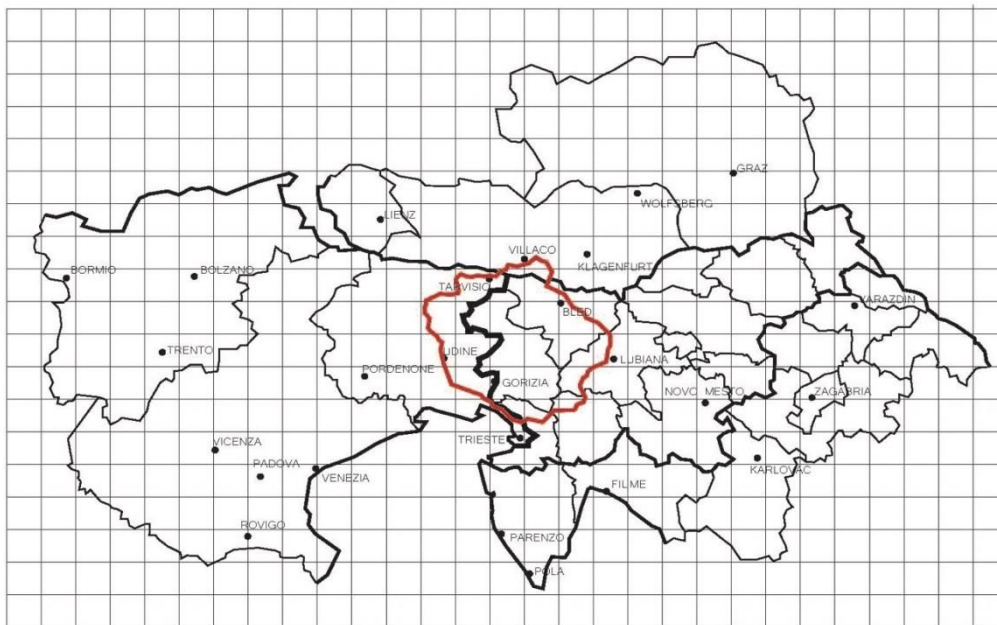 GRAZ
WOLFSBERG
LIENZ
VILLACO
KLAGENFURT
BORMIO
BOLZANO
TARVISIO
BLED
VARAZDIN
TRENTO
UDINE
LUBIANA
PORDENONE
GORIZIA
NOVO MESTO
ZAGABRIA
TRIESTE
VICENZA
PADOVA
VENEZIA
KARLOVAC
FILME
ROVIGO
PARENZO
POLA